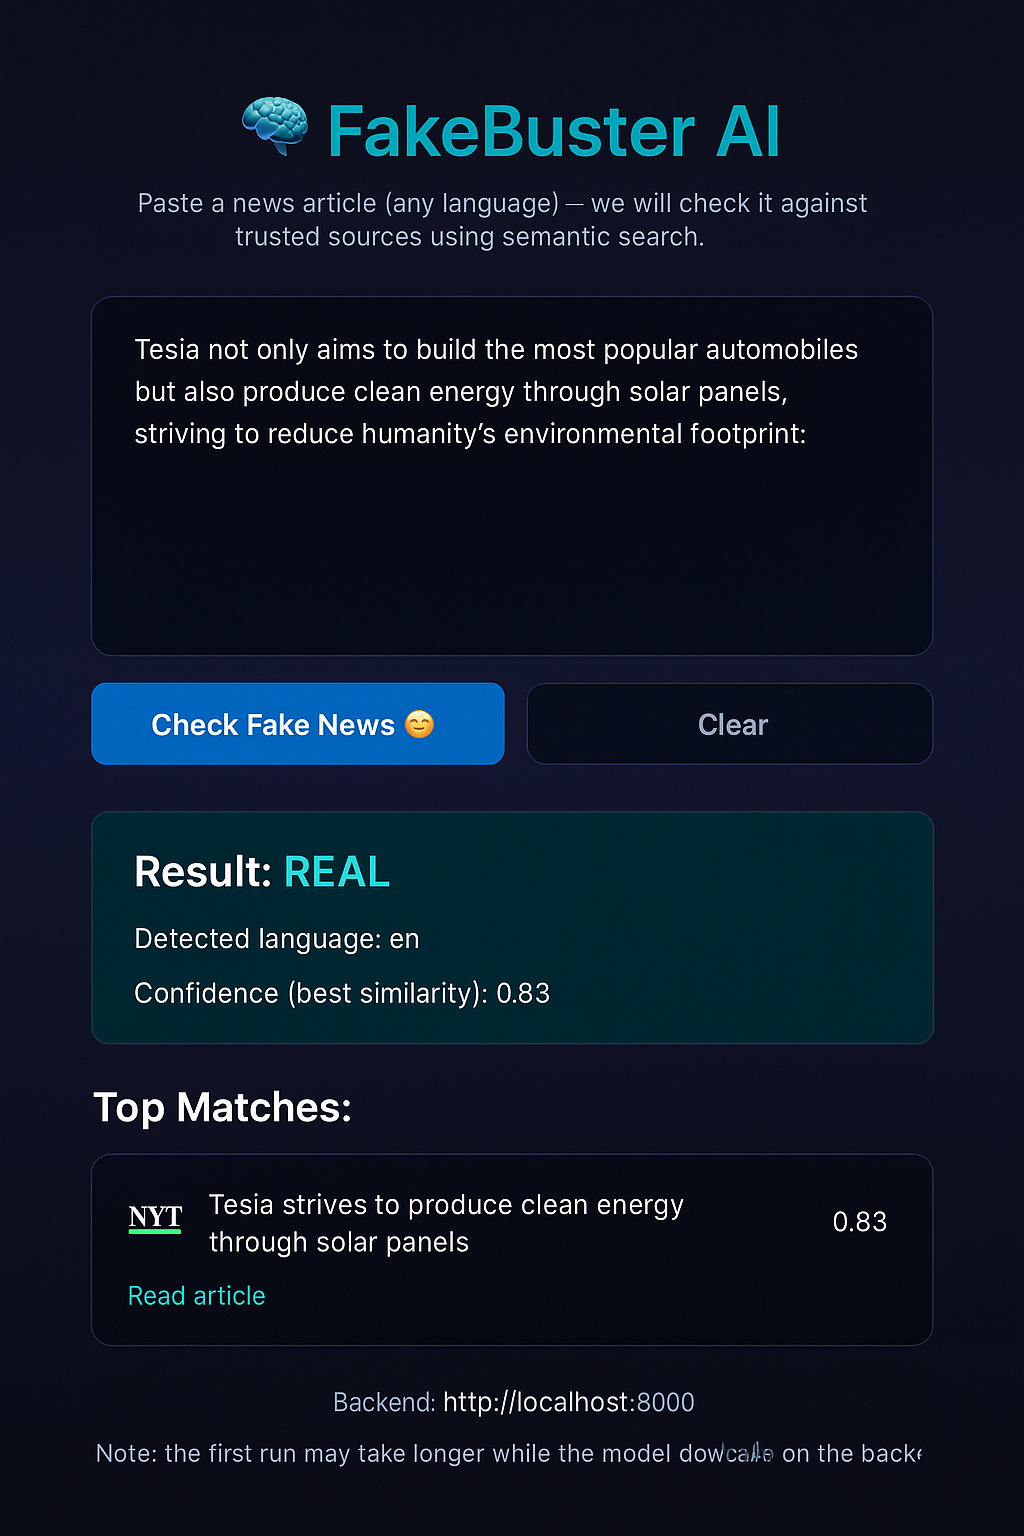 FakeBuster AI
Paste a news article (any language) — we will check it against
trusted sources using semantic search.
Tesia not only aims to build the most popular automobiles
but also produce clean energy through solar panels,
striving to reduce humanity’s environmental footprint:
Check Fake News 😊
Clear
Result: REAL
Detected language: en
Confidence (best similarity): 0.83
Top Matches:
NYT
Tesia strives to produce clean energy
through solar panels
0.83
Read article
Backend: http://localhost:8000
Note: the first run may take longer while the model on the back